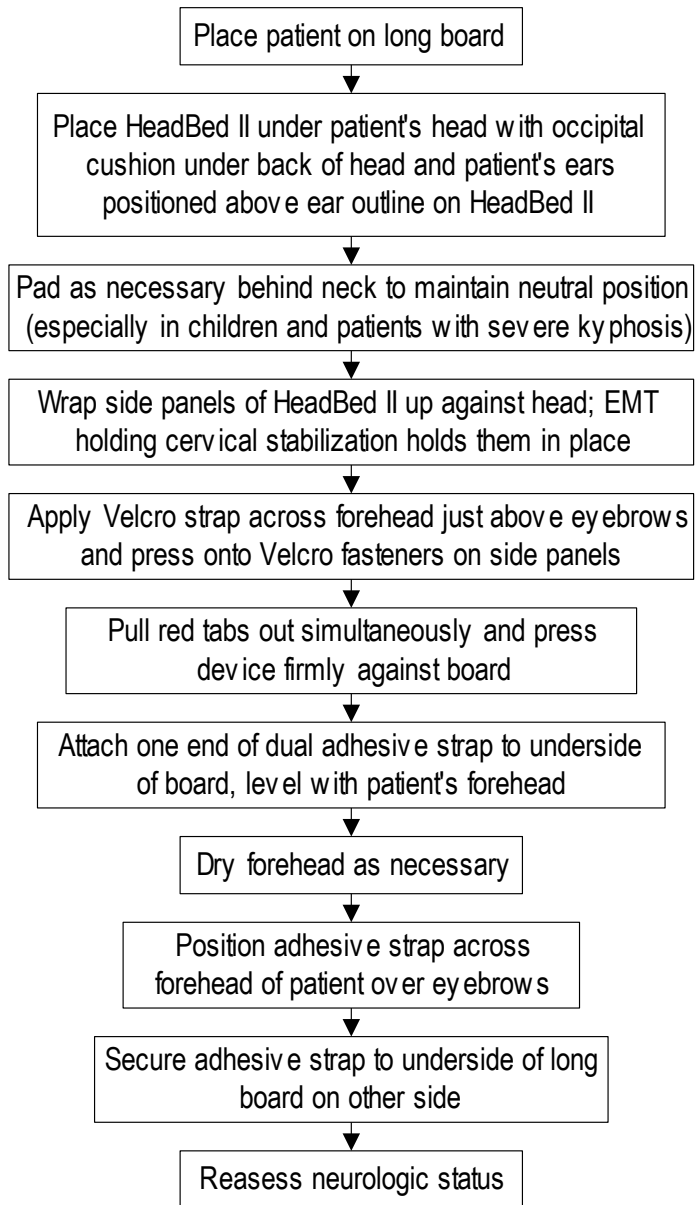 Place patient on long board
Place HeadBed II under patient's head with occipital
cushion under back of head and patient's ears
positioned above ear outline on HeadBed II
Pad as necessary behind neck to maintain neutral position
(especially in children and patients with severe kyphosis)
Wrap side panels of HeadBed II up against head; EMT
holding cervical stabilization holds them in place
Apply Velcro strap across forehead just above eyebrows
and press onto Velcro fasteners on side panels
Pull red tabs out simultaneously and press
device firmly against board
Attach one end of dual adhesive strap to underside
of board, level with patient's forehead
Dry forehead as necessary
Position adhesive strap across
forehead of patient over eyebrows
Secure adhesive strap to underside of long
board on other side
Reasess neurologic status